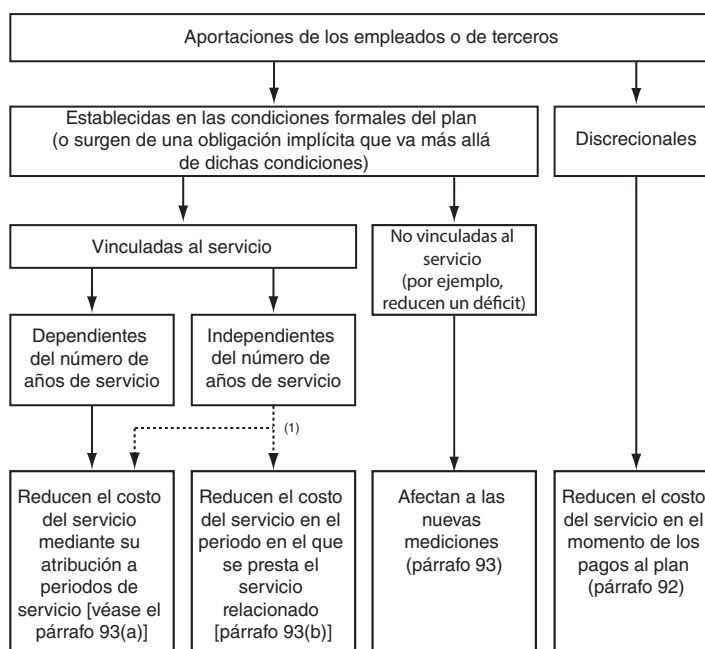 Aportaciones de los empleados o de terceros
Establecidas en las condiciones formales del plan
(o surgen de una obligación implícita que va más allá
de dichas condiciones)
Discrecionales
Vinculadas al servicio
No vinculadas al
servicio
(por ejemplo,
reducen un déficit)
Dependientes
del número de
años de servicio
Independientes
del número de
años de servicio
(1)
Reducen el costo
del servicio
mediante su
atribución a
periodos de
servicio [véase el
párrafo 93(a)]
Reducen el costo
del servicio en el
periodo en el que
se presta el
servicio
relacionado
[párrafo 93(b)]
Afectan a las
nuevas
mediciones
(párrafo 93)
Reducen el costo
del servicio en el
momento de los
pagos al plan
(párrafo 92)